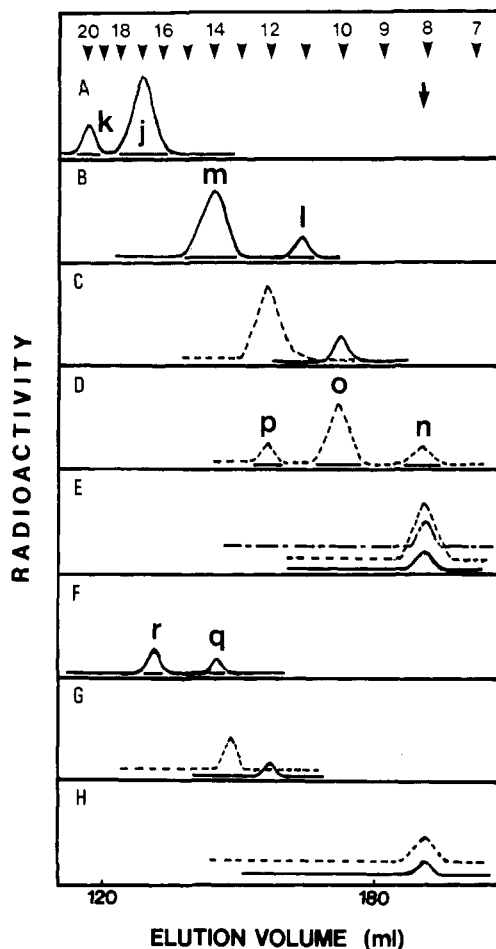 20 18 16 14 12 10 9 8 7
A
k
j
B
m
l
C
D
p
o
n
E
F
r
q
G
H
RADIOACTIVITY
120 180
ELUTION VOLUME (ml)